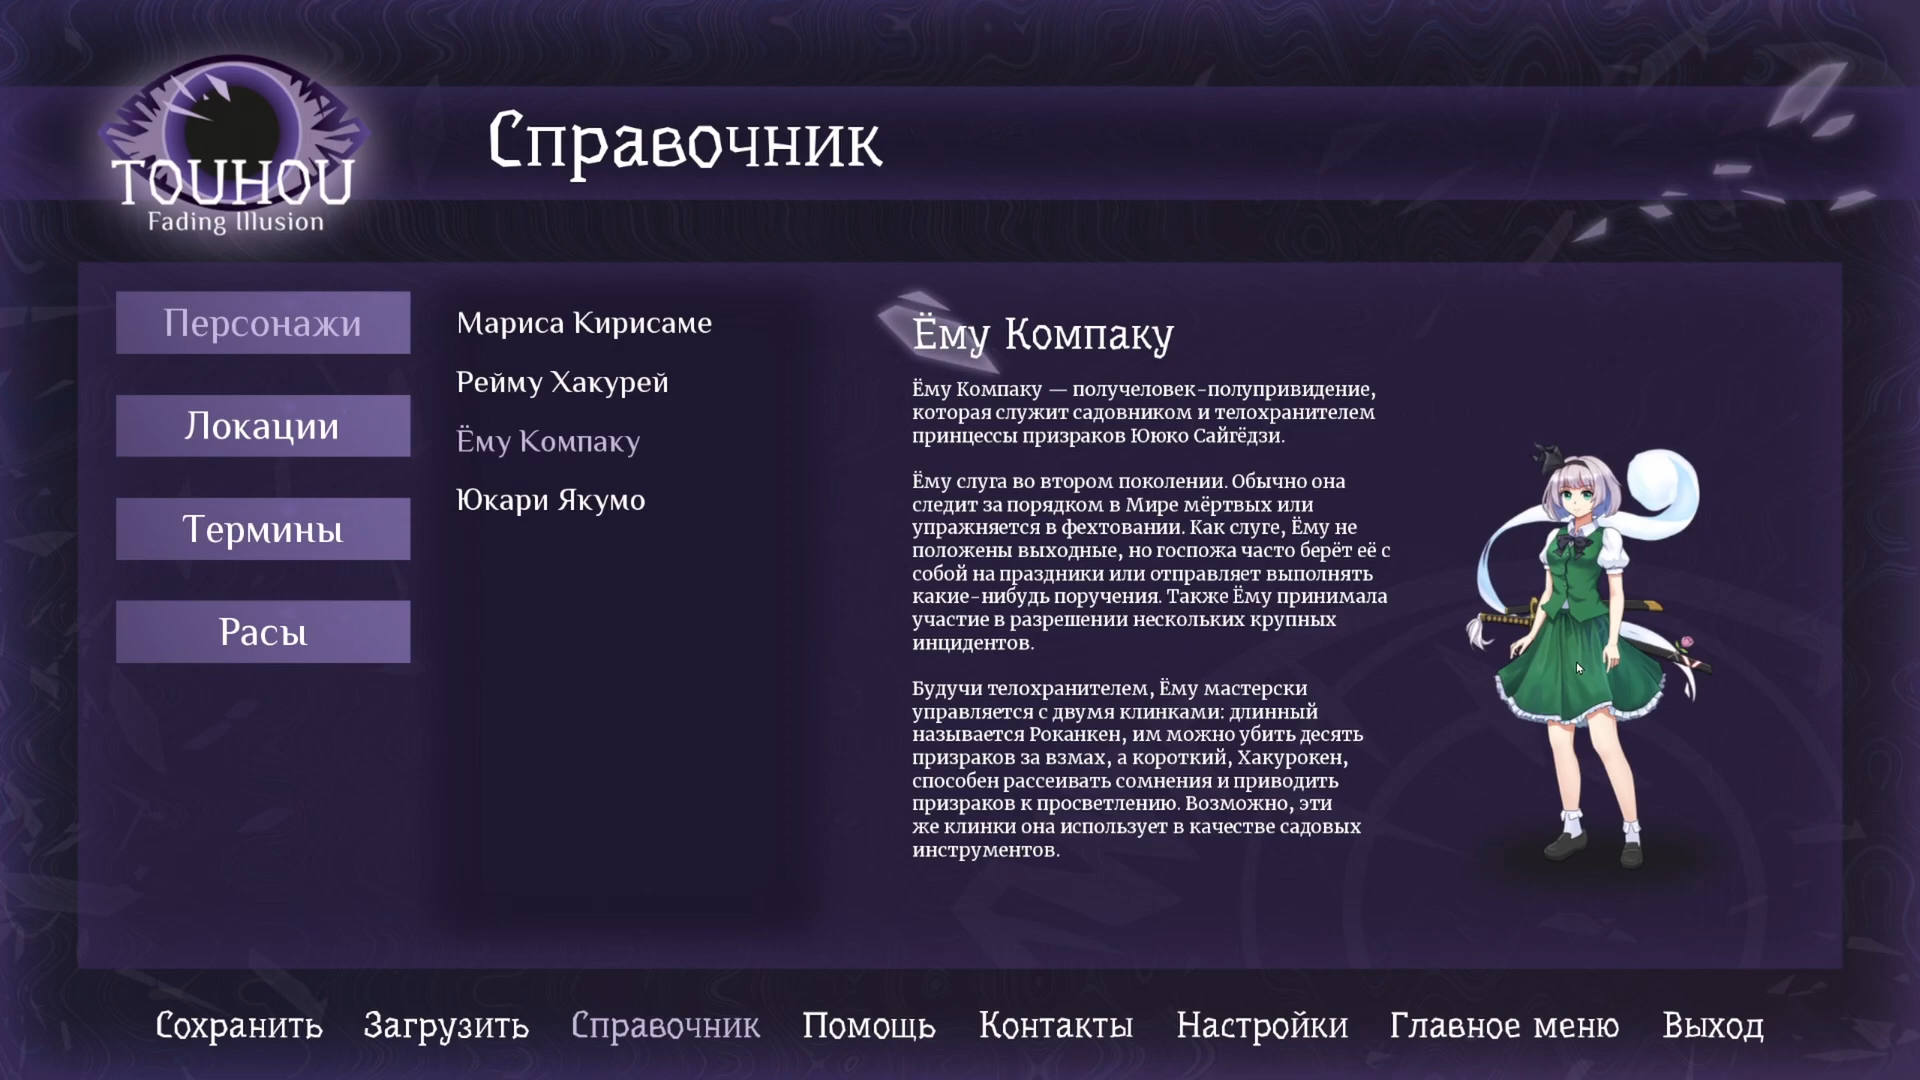 TOUHOU
Fading Illusion
Справочник
Персонажи
Локации
Термины
Расы
Мариса Кирисаме
Рейму Хакурей
Ёму Компаку
Юкари Якумо
Ёму Компаку
Ёму Компаку — получеловек-полупривидение,
которая служит садовником и телохранителем
принцессы призраков Ююко Сайгёдзи.
Ёму слуга во втором поколении. Обычно она
следит за порядком в Мире мёртвых или
упражняется в фехтовании. Как слуге, Ёму не
положены выходные, но госпожа часто берёт её с
собой на праздники или отправляет выполнять
какие-нибудь поручения. Также Ёму принимала
участие в разрешении нескольких крупных
инцидентов.
Будучи телохранителем, Ёму мастерски
управляется с двумя клинками: длинный
называется Роканкен, им можно убить десять
призраков за взмах, а короткий, Хакурокен,
способен рассеивать сомнения и приводить
призраков к просветлению. Возможно, эти
же клинки она использует в качестве садовых
инструментов.
Сохранить
Загрузить
Справочник
Помощь
Контакты
Настройки
Главное меню
Выход